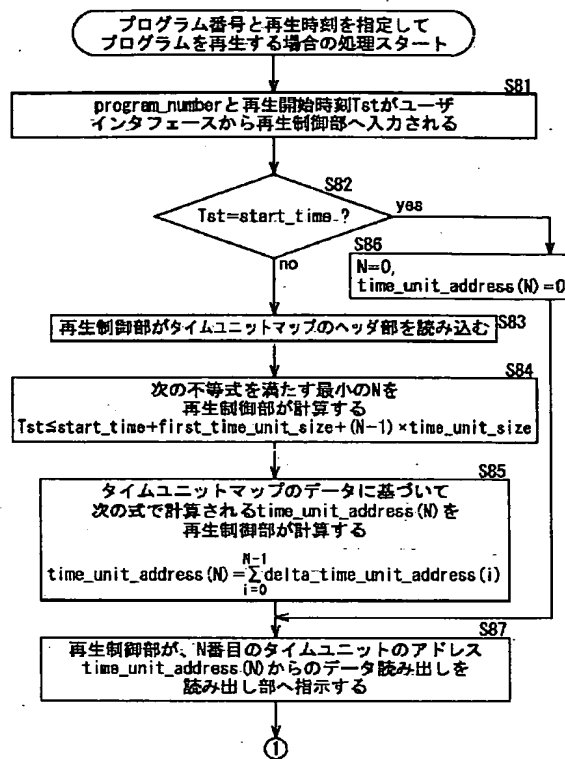 プログラム番号と再生時刻を指定して
プログラムを再生する場合の処理スタート
S81
program_numberと再生開始時刻Tstがユーザ
インタフェースから再生制御部へ入力される
S82
Tst=start_time ?
yes
no
S86
N=0,
time_unit_address(N)=0
再生制御部がタイムユニットマップのヘッダ部を読み込む
S83
S84
次の不等式を満たす最小のNを
再生制御部が計算する
Tst≤start_time+first_time_unit_size+(N-1)×time_unit_size
S85
タイムユニットマップのデータに基づいて
次の式で計算されるtime_unit_address(N)を
再生制御部が計算する
time_unit_address(N)=N-1Σi=0 delta_time_unit_address(i)
S87
再生制御部が、N番目のタイムユニットのアドレス
time_unit_address(N)からのデータ読み出しを
読み出し部へ指示する
①